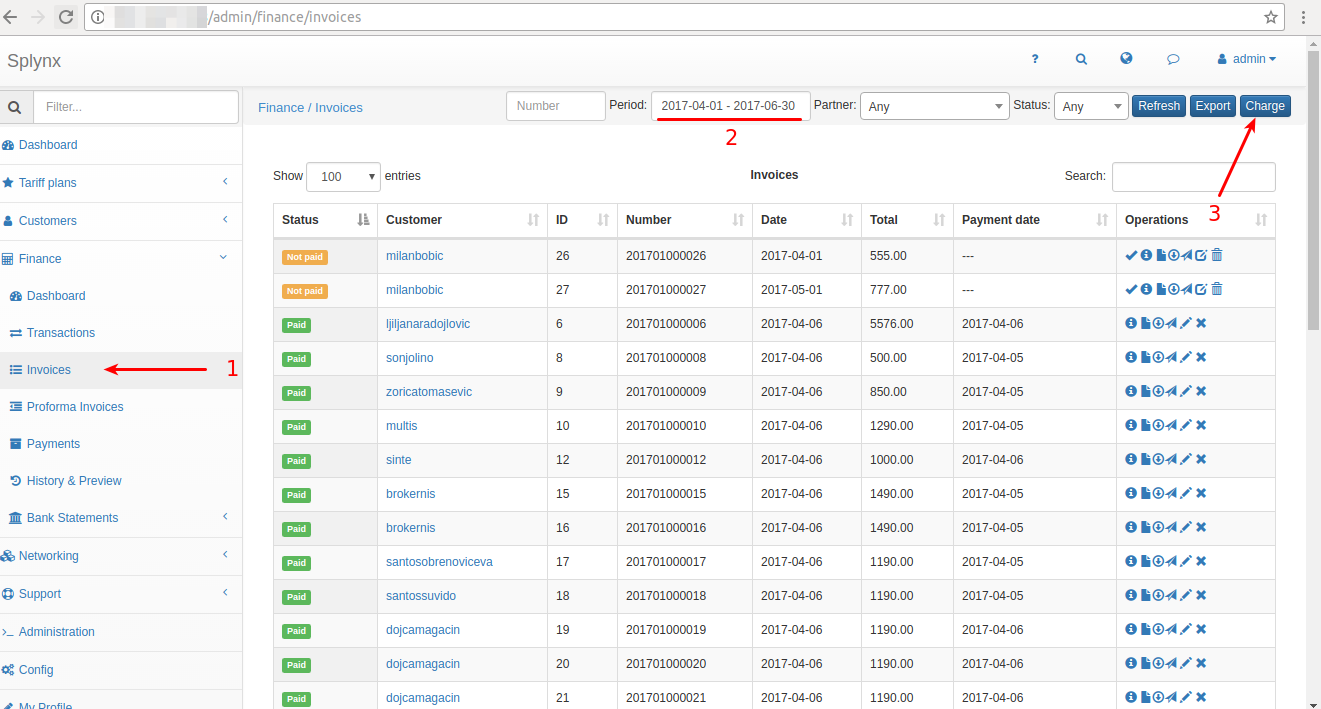 /admin/finance/invoices
Splynx
? admin
Filter...
Finance / Invoices Number Period: 2017-04-01 - 2017-06-30 Partner: Any Status: Any Refresh Export Charge
2
3
1
Dashboard
Tariff plans
Customers
Finance
Dashboard
Transactions
Invoices
Proforma Invoices
Payments
History & Preview
Bank Statements
Networking
Support
Administration
Config
My Profile
Show 100 entries Invoices Search:
Status Customer ID Number Date Total Payment date Operations
Not paid milanbobic 26 201701000026 2017-04-01 555.00 ---
Not paid milanbobic 27 201701000027 2017-05-01 777.00 ---
Paid ljiljanaradojlovic 6 201701000006 2017-04-06 5576.00 2017-04-06
Paid sonjolino 8 201701000008 2017-04-06 500.00 2017-04-05
Paid zoricatomasevic 9 201701000009 2017-04-06 850.00 2017-04-05
Paid multis 10 201701000010 2017-04-06 1290.00 2017-04-05
Paid sinte 12 201701000012 2017-04-06 1000.00 2017-04-06
Paid brokernis 15 201701000015 2017-04-06 1490.00 2017-04-05
Paid brokernis 16 201701000016 2017-04-06 1490.00 2017-04-05
Paid santosobrenoviceva 17 201701000017 2017-04-06 1190.00 2017-04-05
Paid santossuvido 18 201701000018 2017-04-06 1190.00 2017-04-05
Paid dojcamagacin 19 201701000019 2017-04-06 1190.00 2017-04-06
Paid dojcamagacin 20 201701000020 2017-04-06 1190.00 2017-04-06
Paid dojcamagacin 21 201701000021 2017-04-06 1190.00 2017-04-06